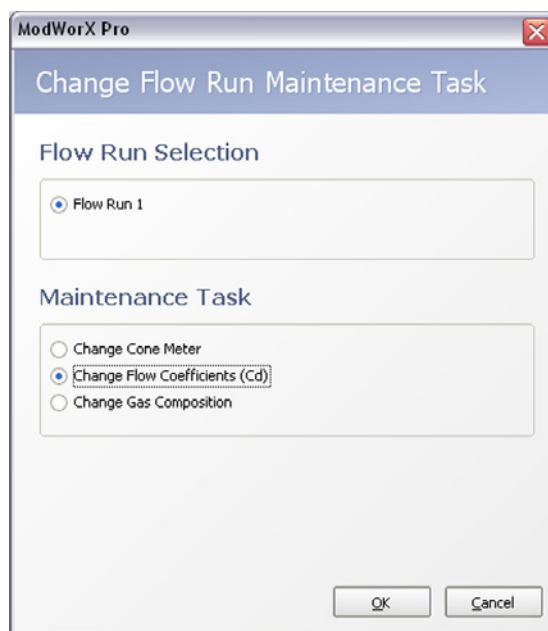 ModWorX Pro
Change Flow Run Maintenance Task
Flow Run Selection
Flow Run 1
Maintenance Task
Change Cone Meter
Change Flow Coefficients (Cd)
Change Gas Composition
OK Cancel